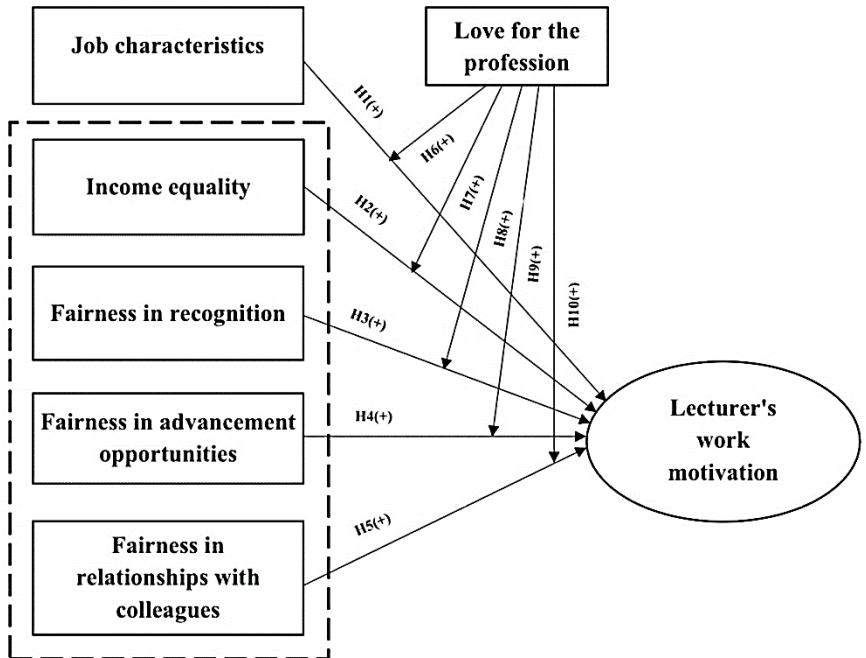 Job characteristics
Love for the
profession
H1(+)
H6(+)
Income equality
H2(+)
H7(+)
H8(+)
H9(+)
H10(+)
Fairness in recognition
H3(+)
Fairness in advancement
opportunities
H4(+)
Lecturer's
work
motivation
H5(+)
Fairness in
relationships with
colleagues